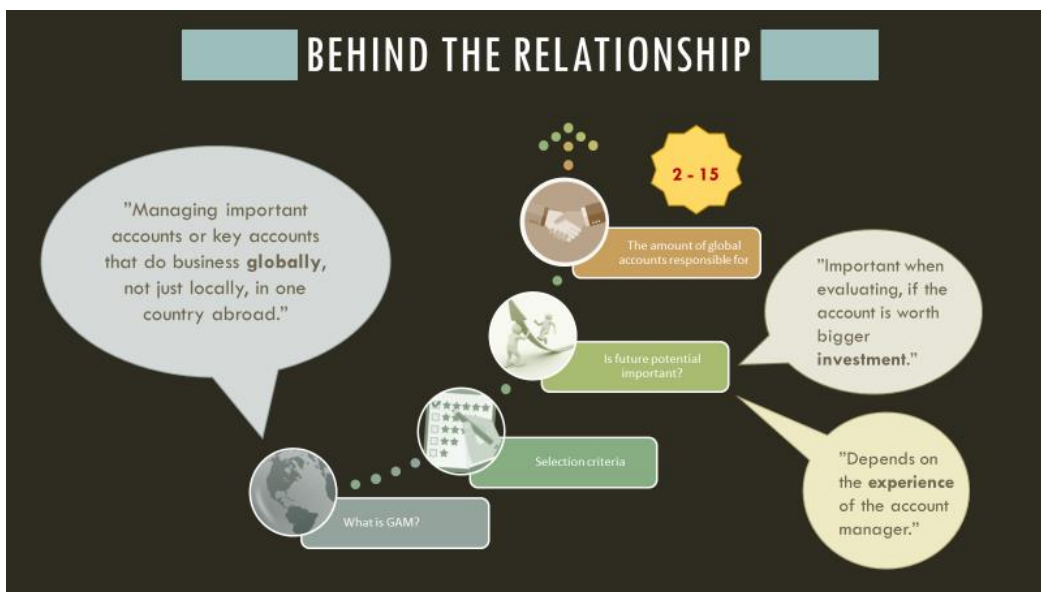 BEHIND THE RELATIONSHIP
2 - 15
"Managing important
accounts or key accounts
that do business globally,
not just locally, in one
country abroad."
The amount of global
accounts responsible for
"Important when
evaluating, if the
account is worth
bigger
investment."
Is future potential
important?
Selection criteria
"Depends on
the experience
of the account
manager."
What is GAM?